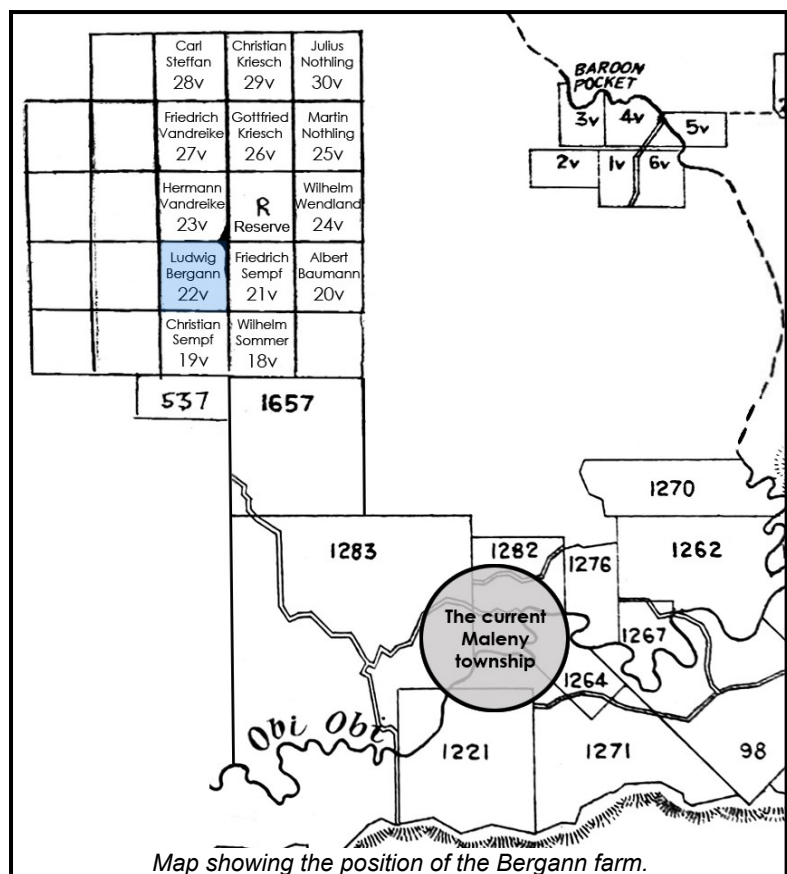 Carl
Steffan
28v
Christian
Kriesch
29v
Julius
Nothling
30v
Friedrich
Vandreike
27v
Gottfried
Kriesch
26v
Martin
Nothling
25v
Hermann
Vandreike
23v
R
Reserve
Wilhelm
Wendland
24v
Ludwig
Bergann
22v
Friedrich
Sempf
21v
Albert
Baumann
20v
Christian
Sempf
19v
Wilhelm
Sommer
18v
BAROON
POCKET
3v
4v
5v
2v
1v
6v
537
1657
1270
1283
1282
1276
1262
The current
Maleny
township
1267
1264
Obi Obi
1221
1271
98
Map showing the position of the Bergann farm.